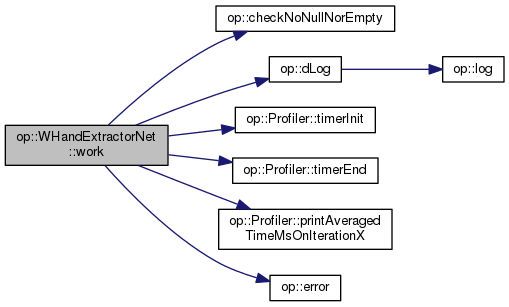 op::checkNoNullNorEmpty
op::dLog
op::log
op::Profiler::timerInit
op::WHandExtractorNet
::work
op::Profiler::timerEnd
op::Profiler::printAveraged
TimeMsOnIterationX
op::error